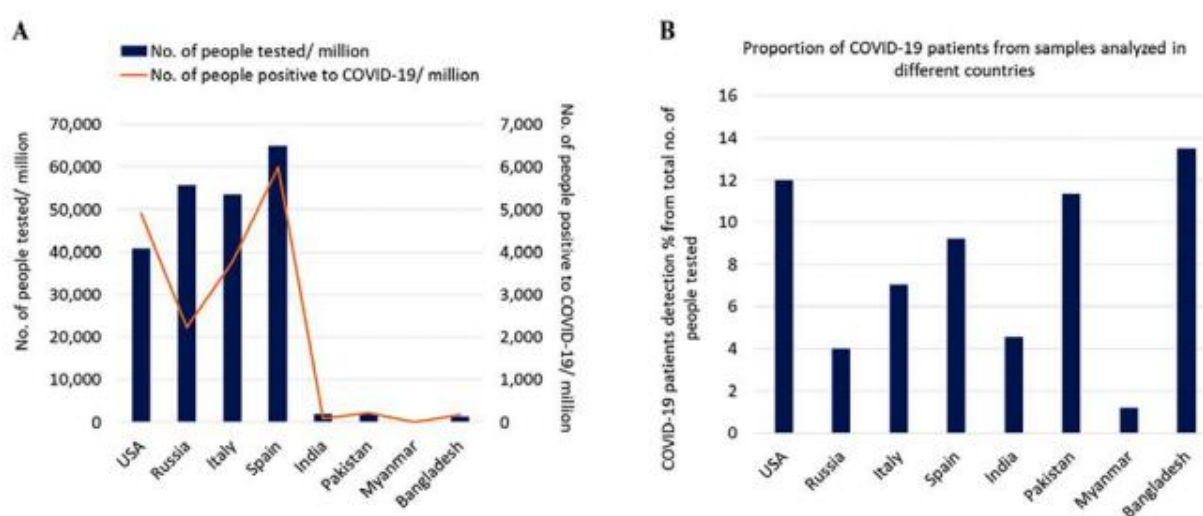 A
No. of people tested/ million
No. of people positive to COVID-19/ million
No. of people tested/ million
70,000
60,000
50,000
40,000
30,000
20,000
10,000
0
7,000
6,000
5,000
4,000
3,000
2,000
1,000
0
No. of people positive to COVID-19/ million
USA
Russia
Italy
Spain
India
Pakistan
Myanmar
Bangladesh
B
Proportion of COVID-19 patients from samples analyzed in
different countries
COVID-19 patients detection % from total no. of
people tested
16
14
12
10
8
6
4
2
0
USA
Russia
Italy
Spain
India
Pakistan
Myanmar
Bangladesh